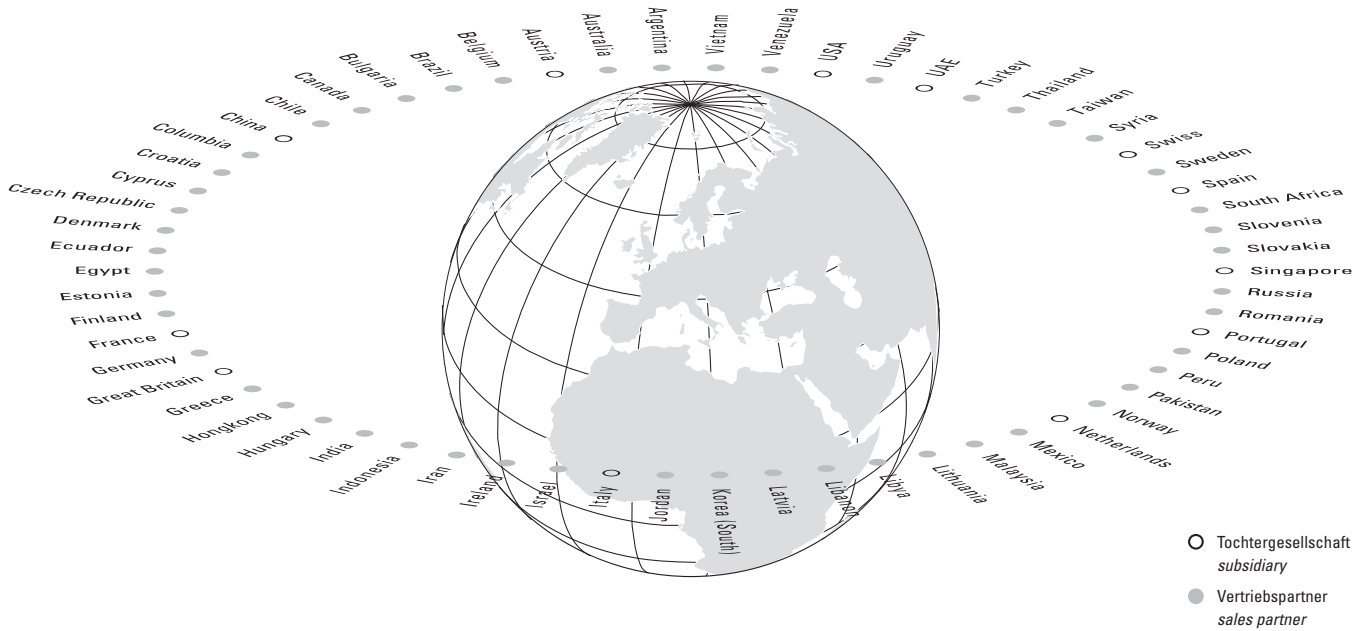 Argentina
Australia
Austria
Belgium
Brazil
Bulgaria
Canada
Chile
China
Columbia
Croatia
Cyprus
Czech Republic
Denmark
Ecuador
Egypt
Estonia
Finland
France
Germany
Great Britain
Greece
Hongkong
Hungary
India
Indonesia
Iran
Ireland
Israel
Italy
Jordan
Korea (South)
Latvia
Libanon
Libya
Lithuania
Malaysia
Mexico
Netherlands
Norway
Pakistan
Peru
Poland
Portugal
Romania
Russia
Singapore
Slovakia
Slovenia
South Africa
Spain
Sweden
Swiss
Syria
Taiwan
Thailand
Turkey
UAE
Uruguay
USA
Venezuela
Vietnam
Tochtergesellschaft
subsidiary
Vertriebspartner
sales partner